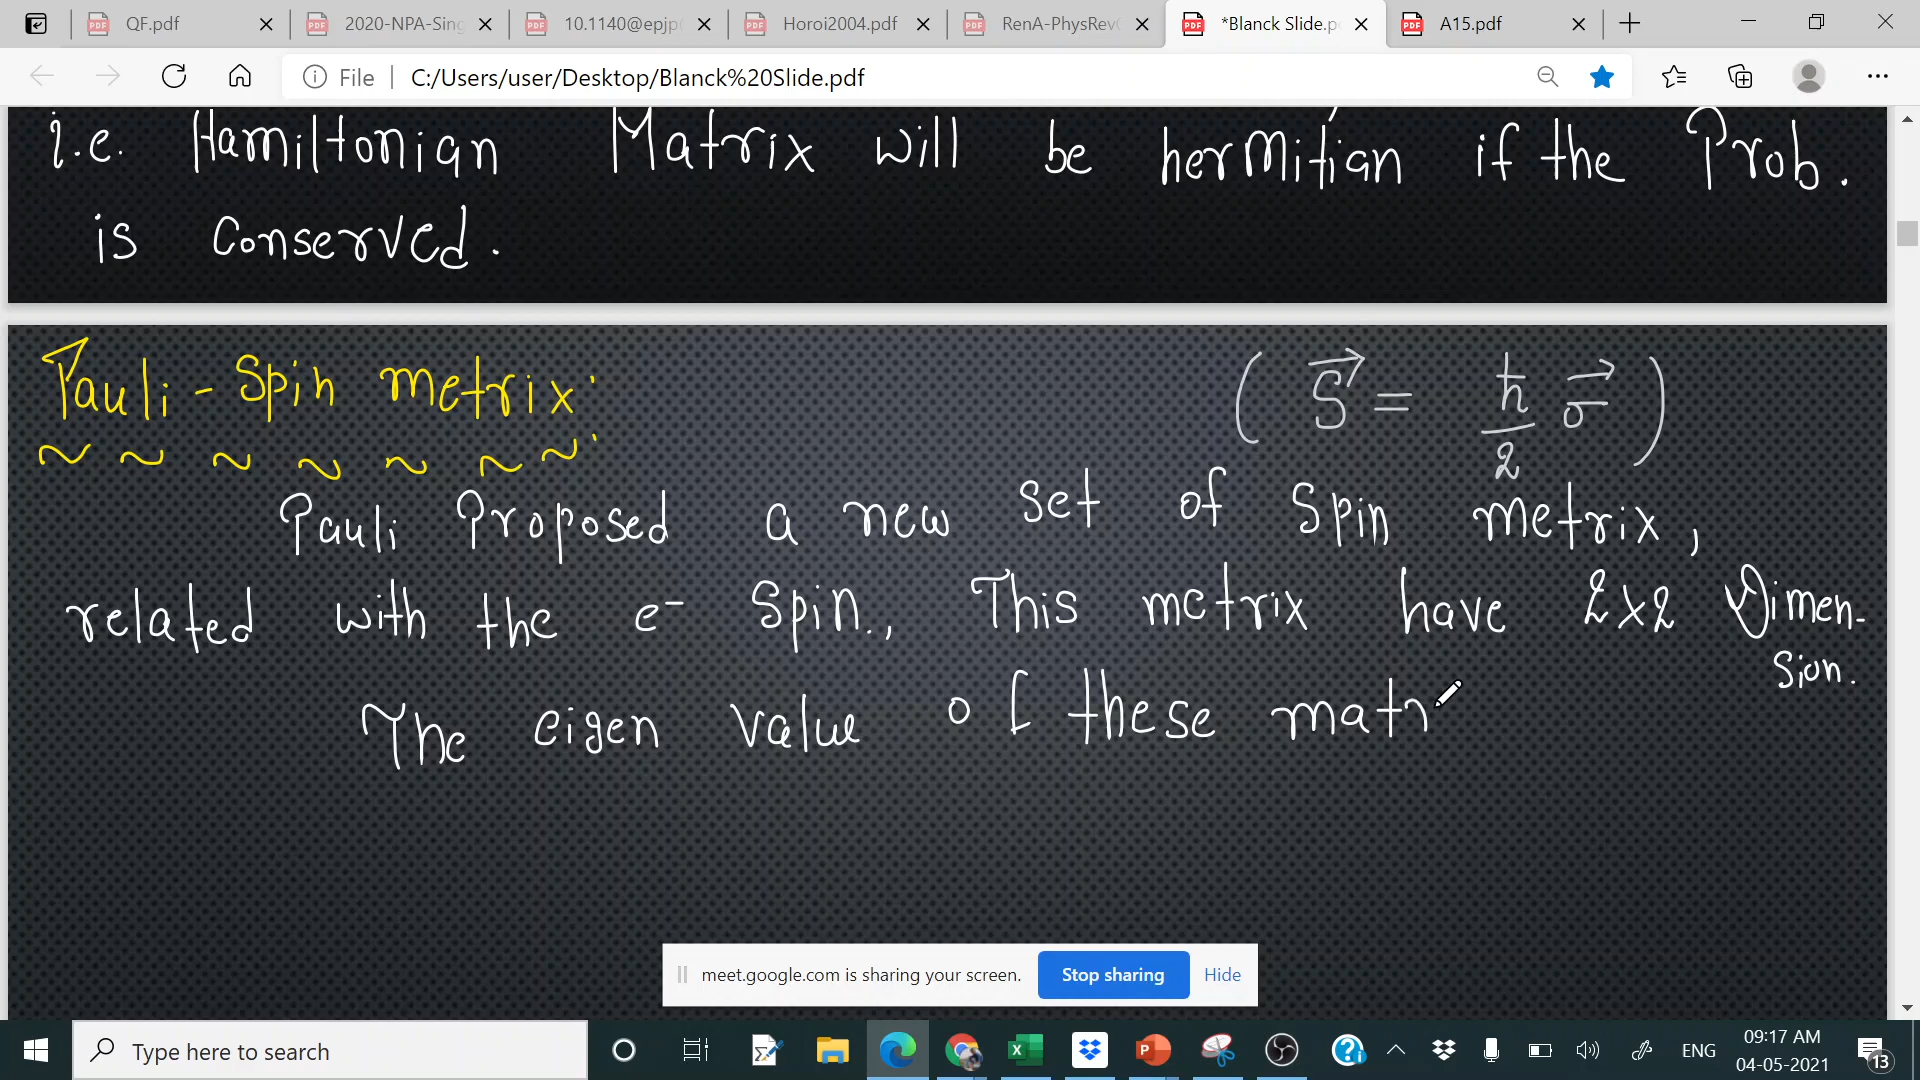 QF.pdf
2020-NPA-Sing
10.1140@epjp
Horoi2004.pdf
RenA-PhysRevC
*Blanck Slide.p
A15.pdf
File
C:/Users/user/Desktop/Blanck%20Slide.pdf
i.e. Hamiltonian Matrix will be hermitian if the Prob.
is Conserved.
Pauli - Spin metrix:
( S⃗ = ħ/2 σ⃗ )
Pauli Proposed a new set of Spin metrix,
related with the e⁻ Spin., This metrix have 2x2 Dimen-
sion.
The eigen value of these matr
meet.google.com is sharing your screen.
Stop sharing
Hide
Type here to search
ENG
09:17 AM
04-05-2021
13